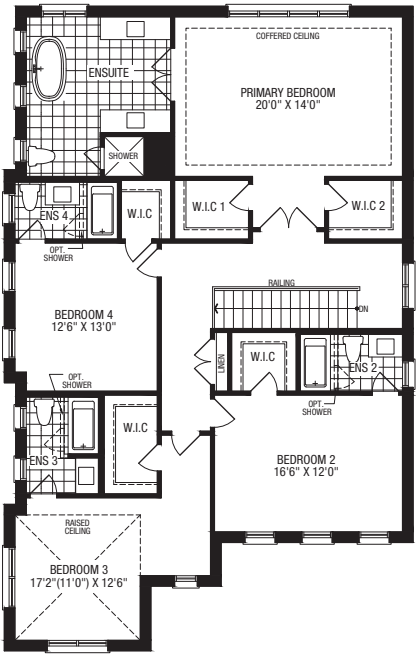 COFFERED CEILING
ENSUITE
PRIMARY BEDROOM
20'0" X 14'0"
SHOWER
W.I.C
W.I.C 1
W.I.C 2
ENS 4
OPT.
SHOWER
RAILING
DN
BEDROOM 4
12'6" X 13'0"
LINEN
W.I.C
ENS 2
OPT.
SHOWER
OPT.
SHOWER
W.I.C
ENS 3
BEDROOM 2
16'6" X 12'0"
RAISED
CEILING
BEDROOM 3
17'2"(11'0") X 12'6"